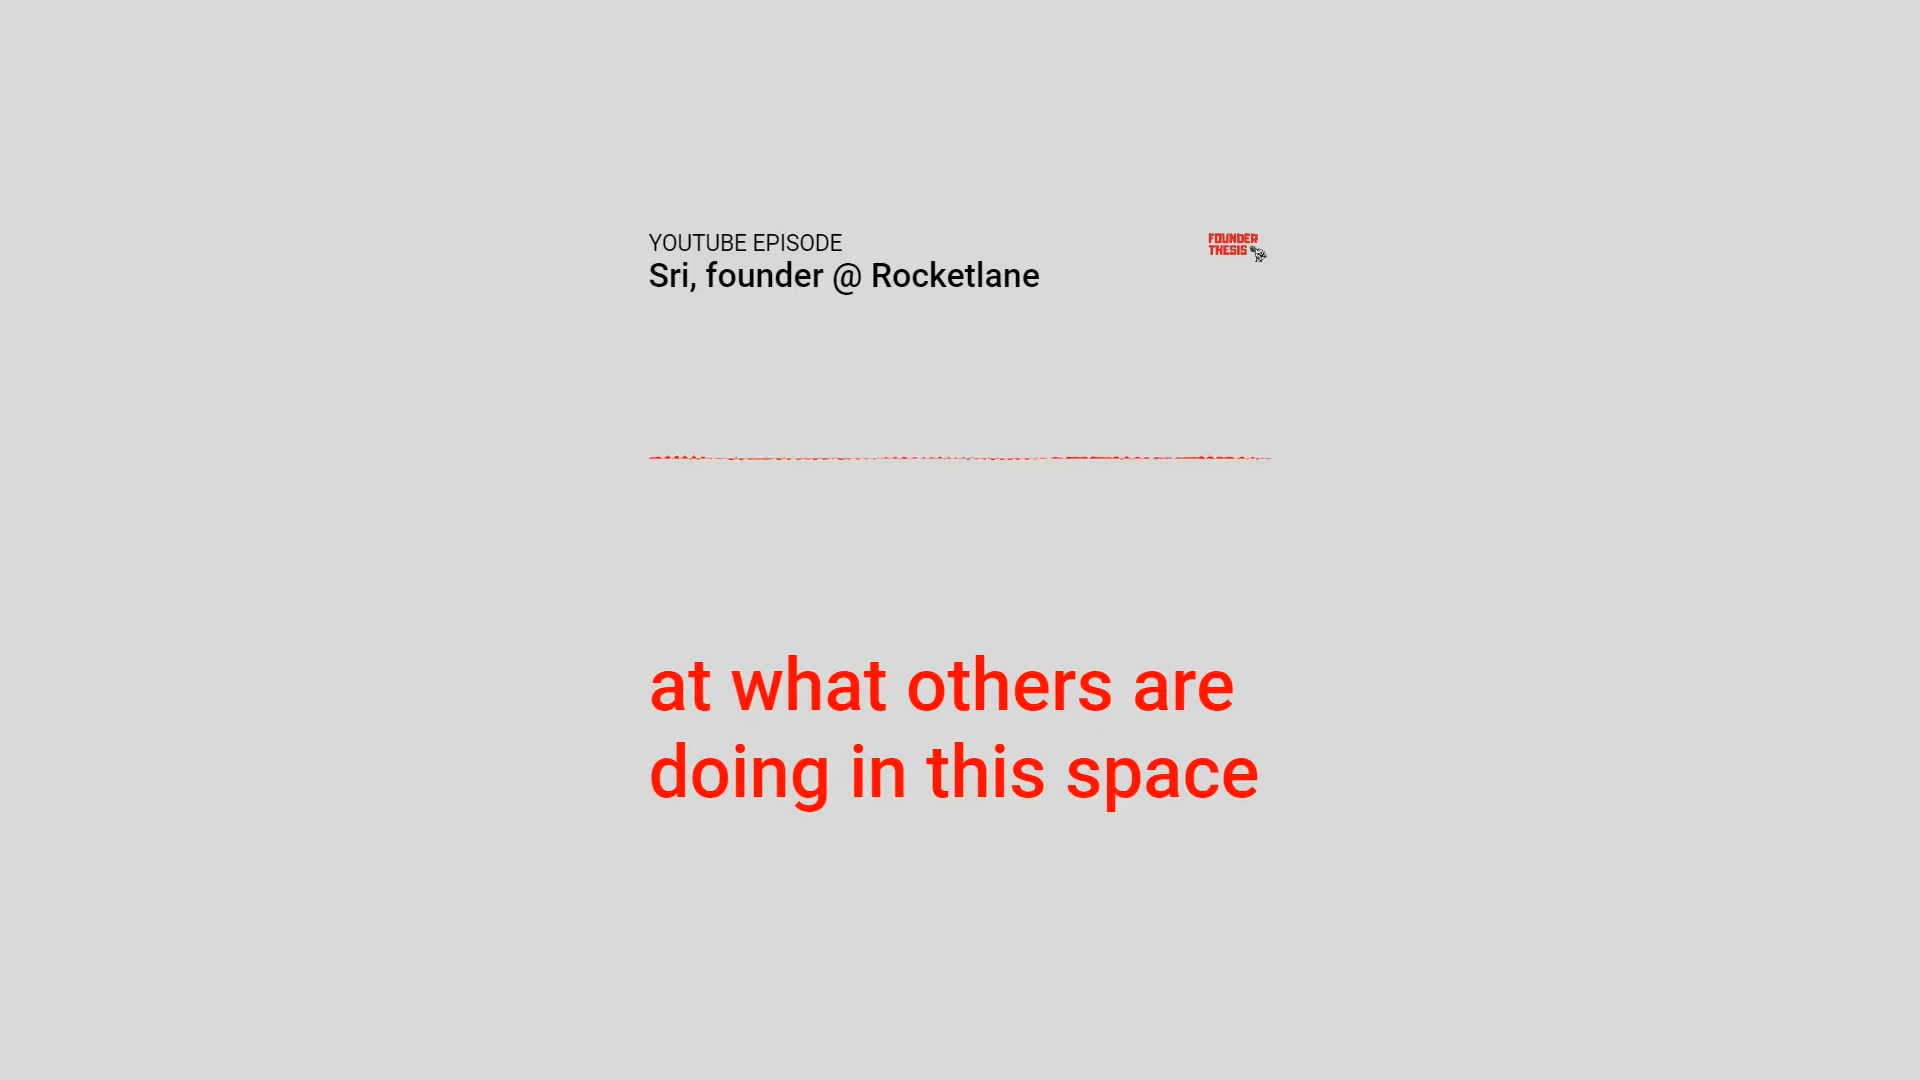 YOUTUBE EPISODE
Sri, founder @ Rocketlane
FOUNDER
THESIS
at what others are
doing in this space